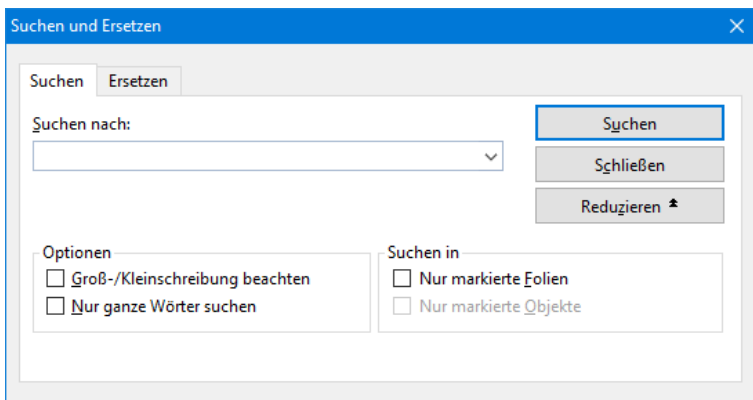 Suchen und Ersetzen
Suchen Ersetzen
Suchen nach:
Suchen
Schließen
Reduzieren
Optionen
Groß-/Kleinschreibung beachten
Nur ganze Wörter suchen
Suchen in
Nur markierte Folien
Nur markierte Objekte